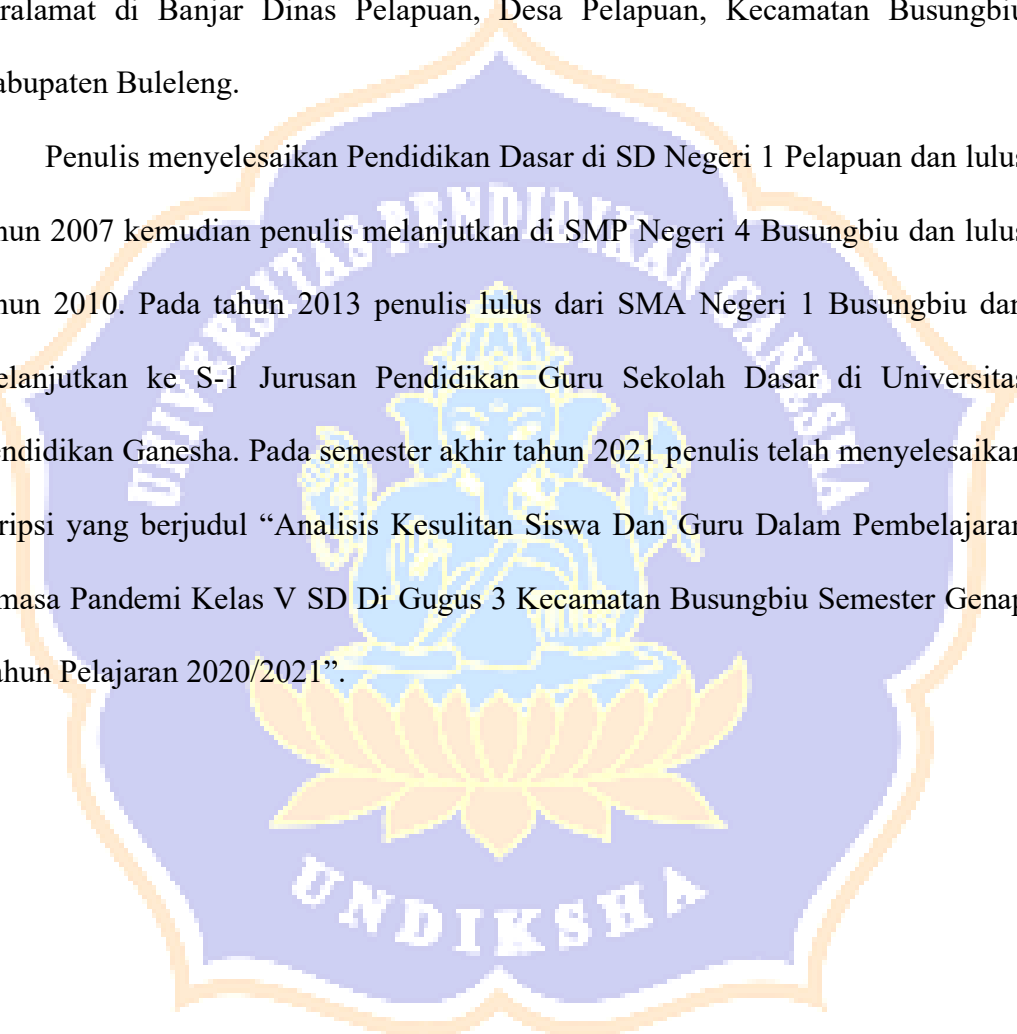 ralamat di Banjar Dinas Pelapuan, Desa Pelapuan, Kecamatan Busungbiu
abupaten Buleleng.
Penulis menyelesaikan Pendidikan Dasar di SD Negeri 1 Pelapuan dan lulus
hun 2007 kemudian penulis melanjutkan di SMP Negeri 4 Busungbiu dan lulus
hun 2010. Pada tahun 2013 penulis lulus dari SMA Negeri 1 Busungbiu dan
elanjutkan ke S-1 Jurusan Pendidikan Guru Sekolah Dasar di Universitas
endidikan Ganesha. Pada semester akhir tahun 2021 penulis telah menyelesaikan
ripsi yang berjudul “Analisis Kesulitan Siswa Dan Guru Dalam Pembelajaran
masa Pandemi Kelas V SD Di Gugus 3 Kecamatan Busungbiu Semester Genap
ahun Pelajaran 2020/2021”.
UNIVERSITAS PENDIDIKAN GANESHA
UNDIKSHA